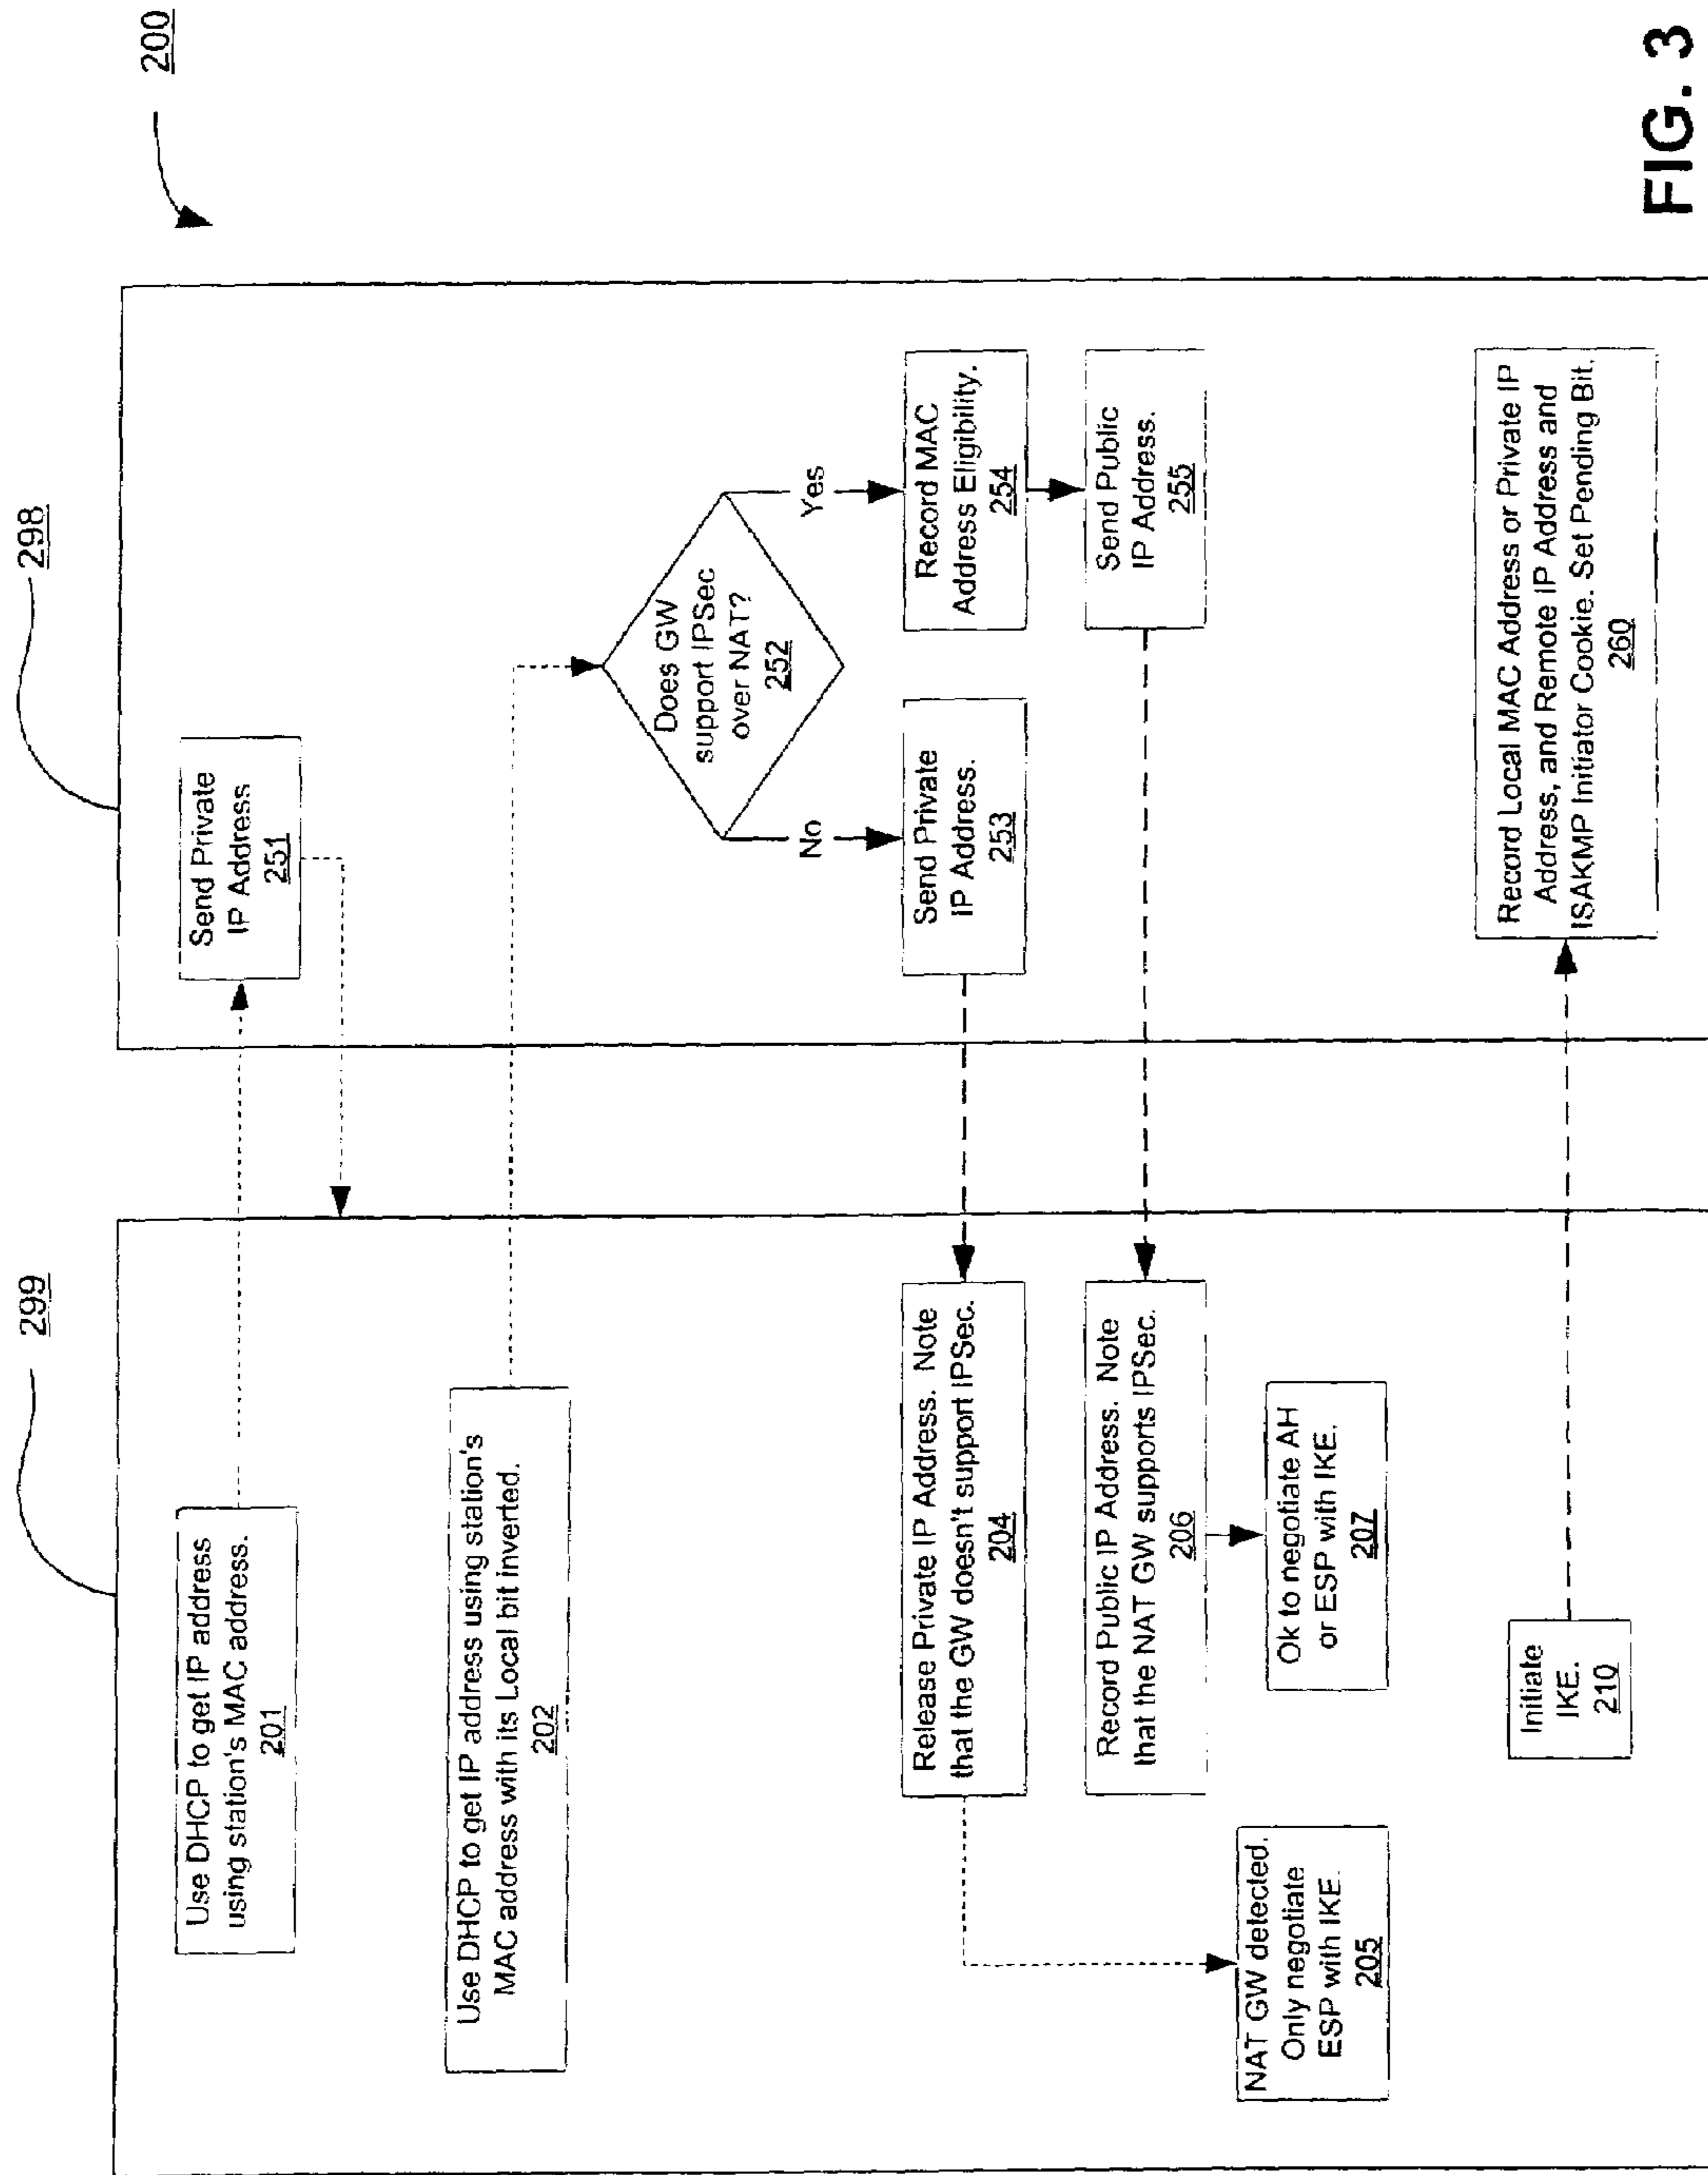 200
299
298
Use DHCP to get IP address
using station's MAC address.
201
Send Private
IP Address
251
Use DHCP to get IP address using station's
MAC address with its Local bit inverted.
202
Does GW
support IPSec
over NAT?
252
No
Yes
Send Private
IP Address.
253
Record MAC
Address Eligibility.
254
Release Private IP Address. Note
that the GW doesn't support IPSec.
204
Send Public
IP Address.
255
Record Public IP Address. Note
that the NAT GW supports IPSec.
206
NAT GW detected.
Only negotiate
ESP with IKE.
205
Ok to negotiate AH
or ESP with IKE.
207
Initiate
IKE.
210
Record Local MAC Address or Private IP
Address, and Remote IP Address and
ISAKMP Initiator Cookie. Set Pending Bit.
260
FIG. 3